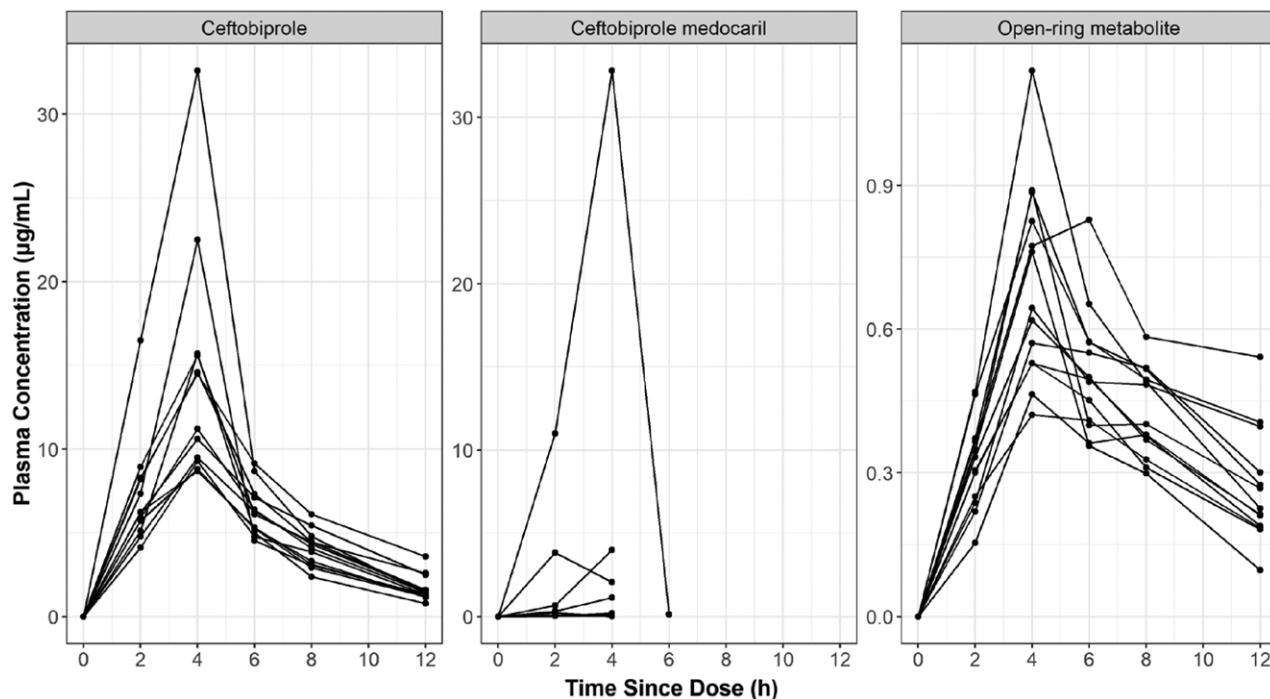 Ceftobiprole
Ceftobiprole medocaril
Open-ring metabolite
Plasma Concentration (µg/mL)
30
20
10
0
30
20
10
0
0.9
0.6
0.3
0.0
0 2 4 6 8 10 12
0 2 4 6 8 10 12
0 2 4 6 8 10 12
Time Since Dose (h)